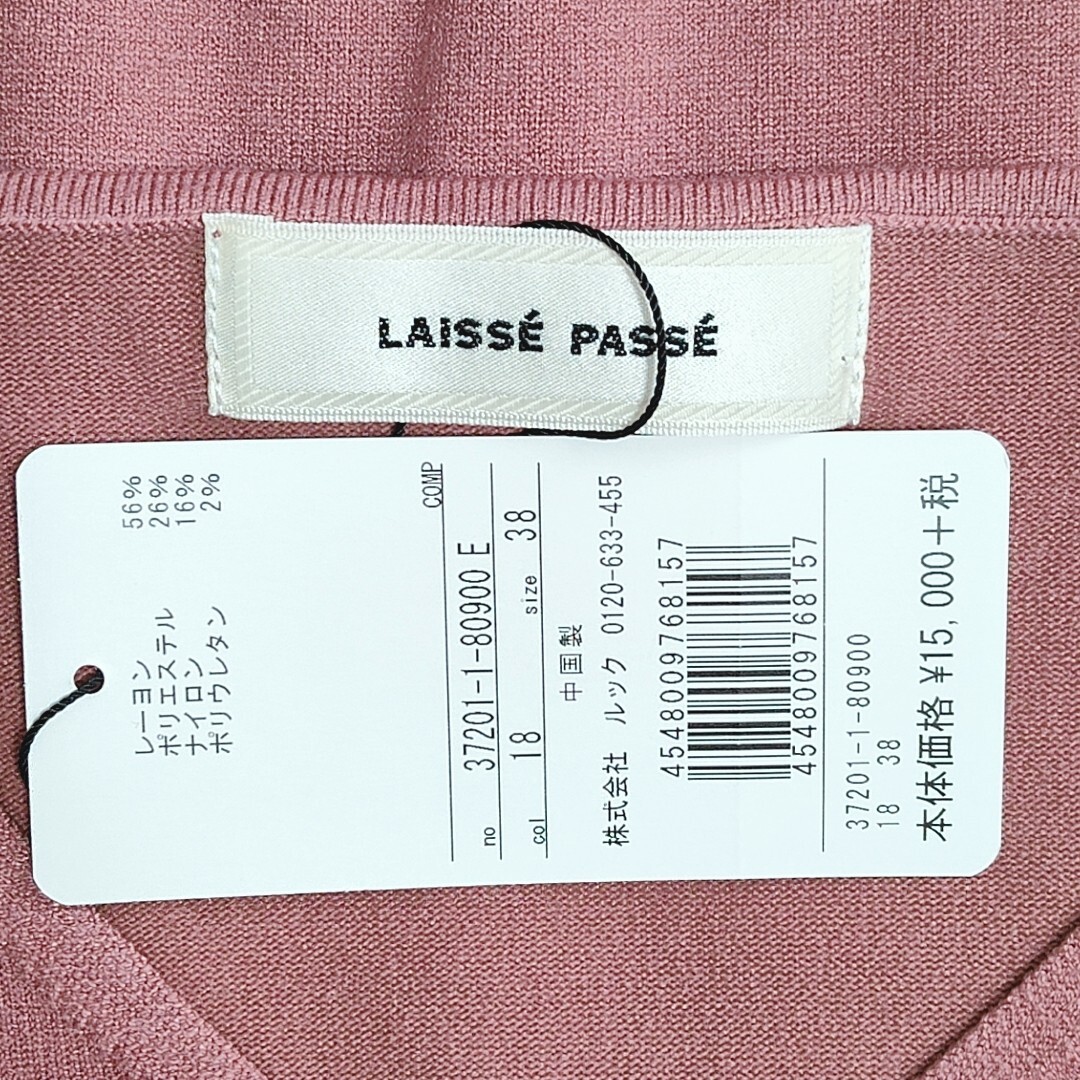 LAISSÉ PASSÉ
レーヨン 56%
ポリエステル 26%
ナイロン 16%
ポリウレタン 2%
COMP
no 37201-1-80900 E
col 18 size 38
中国製
株式会社 ルック 0120-633-455
4548009768157
4548009768157
37201-1-80900
18 38
本体価格 ¥15,000+税